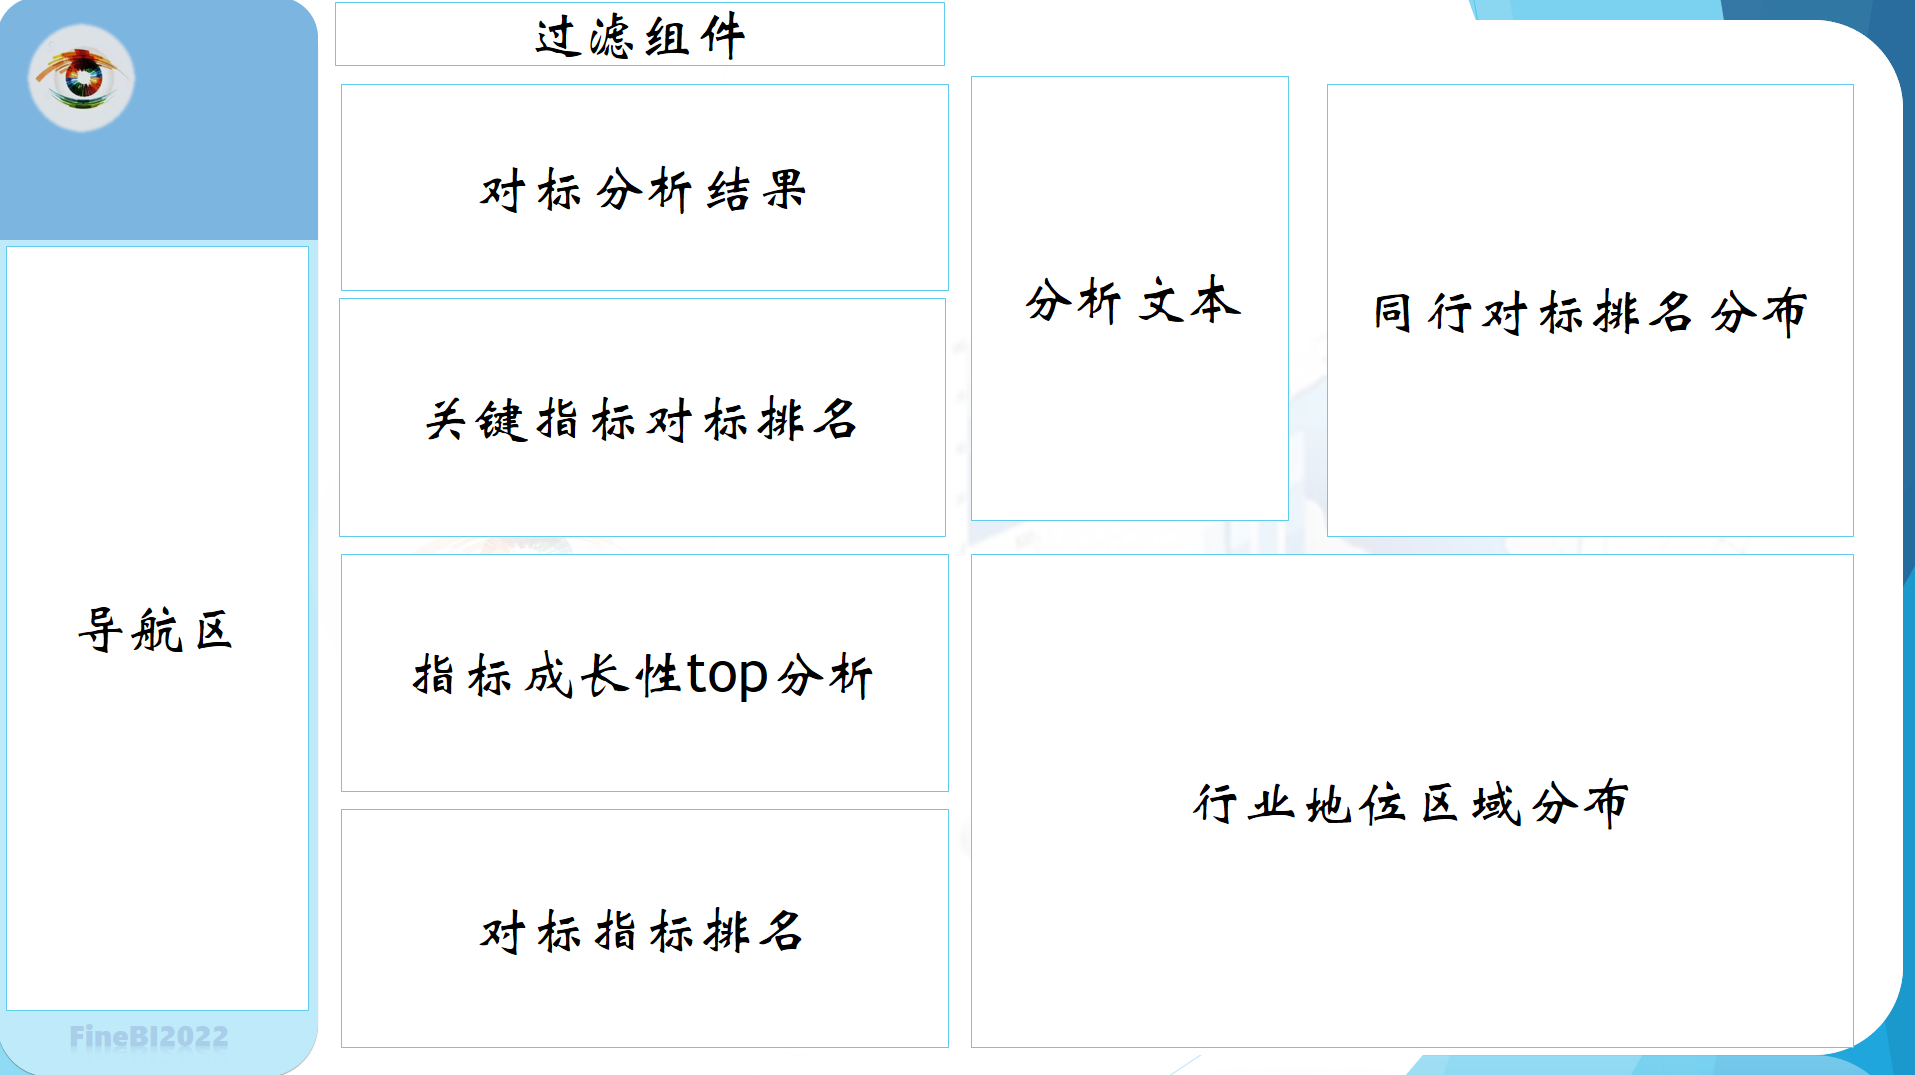 过滤组件
对标分析结果
关键指标对标排名
分析文本
同行对标排名分布
导航区
指标成长性top分析
行业地位区域分布
对标指标排名
FineBI2022